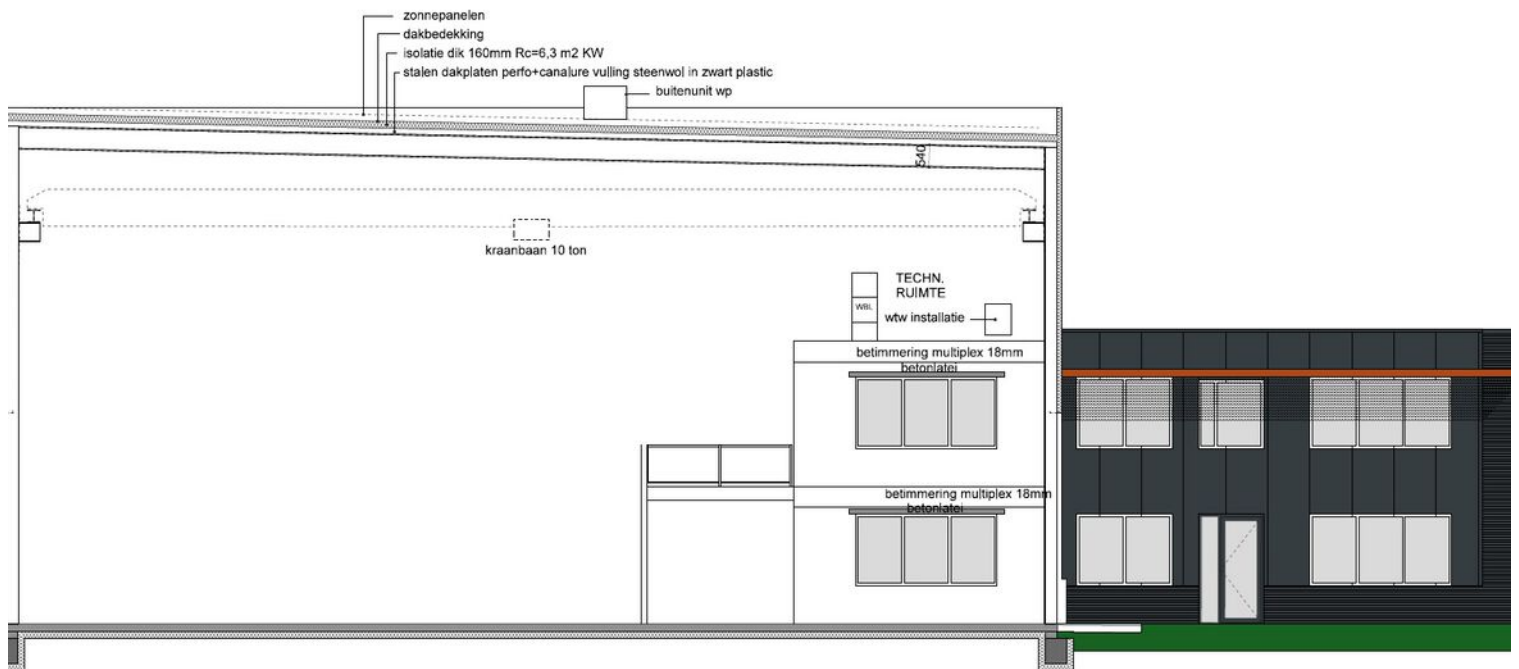 zonnepanelen
dakbedekking
isolatie dik 160mm Rc=6,3 m2 KW
stalen dakplaten perfo+canalure vulling steenwol in zwart plastic
buitenunit wp
540
kraanbaan 10 ton
TECHN.
RUIMTE
WBI.
wtw installatie
betimmering multiplex 18mm
betonlatei
betimmering multiplex 18mm
betonlatei